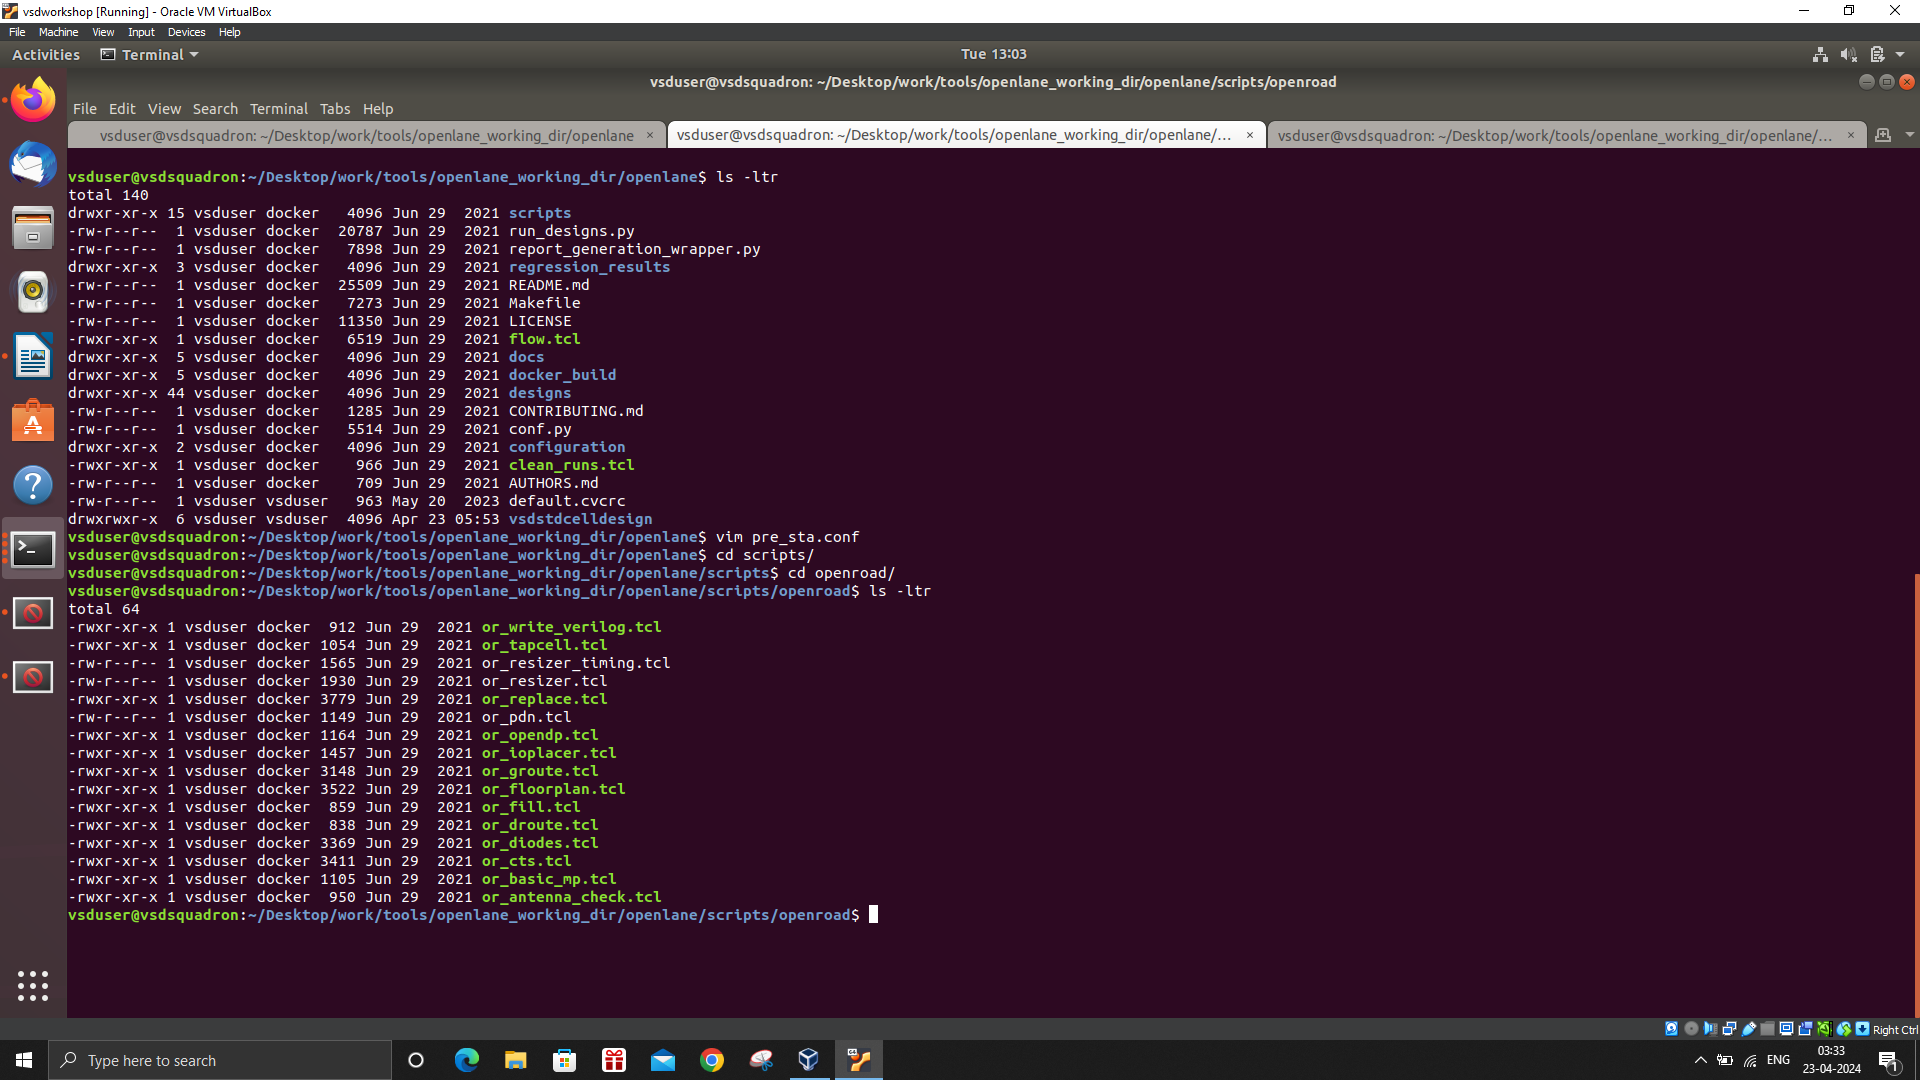 vsdworkshop [Running] - Oracle VM VirtualBox
File Machine View Input Devices Help
Activities Terminal Tue 13:03
vsduser@vsdsquadron: ~/Desktop/work/tools/openlane_working_dir/openlane/scripts/openroad
File Edit View Search Terminal Tabs Help
vsduser@vsdsquadron: ~/Desktop/work/tools/openlane_working_dir/openlane × vsduser@vsdsquadron: ~/Desktop/work/tools/openlane_working_dir/openlane/... × vsduser@vsdsquadron: ~/Desktop/work/tools/openlane_working_dir/openlane/... ×
vsduser@vsdsquadron:~/Desktop/work/tools/openlane_working_dir/openlane$ ls -ltr
total 140
drwxr-xr-x 15 vsduser docker   4096 Jun 29  2021 scripts
-rw-r--r--  1 vsduser docker  20787 Jun 29  2021 run_designs.py
-rw-r--r--  1 vsduser docker   7898 Jun 29  2021 report_generation_wrapper.py
drwxr-xr-x  3 vsduser docker   4096 Jun 29  2021 regression_results
-rw-r--r--  1 vsduser docker  25509 Jun 29  2021 README.md
-rw-r--r--  1 vsduser docker   7273 Jun 29  2021 Makefile
-rw-r--r--  1 vsduser docker  11350 Jun 29  2021 LICENSE
-rwxr-xr-x  1 vsduser docker   6519 Jun 29  2021 flow.tcl
drwxr-xr-x  5 vsduser docker   4096 Jun 29  2021 docs
drwxr-xr-x  5 vsduser docker   4096 Jun 29  2021 docker_build
drwxr-xr-x 44 vsduser docker   4096 Jun 29  2021 designs
-rw-r--r--  1 vsduser docker   1285 Jun 29  2021 CONTRIBUTING.md
-rw-r--r--  1 vsduser docker   5514 Jun 29  2021 conf.py
drwxr-xr-x  2 vsduser docker   4096 Jun 29  2021 configuration
-rwxr-xr-x  1 vsduser docker    966 Jun 29  2021 clean_runs.tcl
-rw-r--r--  1 vsduser docker    709 Jun 29  2021 AUTHORS.md
-rw-r--r--  1 vsduser vsduser   963 May 20  2023 default.cvcrc
drwxrwxr-x  6 vsduser vsduser  4096 Apr 23 05:53 vsdstdcelldesign
vsduser@vsdsquadron:~/Desktop/work/tools/openlane_working_dir/openlane$ vim pre_sta.conf
vsduser@vsdsquadron:~/Desktop/work/tools/openlane_working_dir/openlane$ cd scripts/
vsduser@vsdsquadron:~/Desktop/work/tools/openlane_working_dir/openlane/scripts$ cd openroad/
vsduser@vsdsquadron:~/Desktop/work/tools/openlane_working_dir/openlane/scripts/openroad$ ls -ltr
total 64
-rwxr-xr-x 1 vsduser docker  912 Jun 29  2021 or_write_verilog.tcl
-rwxr-xr-x 1 vsduser docker 1054 Jun 29  2021 or_tapcell.tcl
-rw-r--r-- 1 vsduser docker 1565 Jun 29  2021 or_resizer_timing.tcl
-rw-r--r-- 1 vsduser docker 1930 Jun 29  2021 or_resizer.tcl
-rwxr-xr-x 1 vsduser docker 3779 Jun 29  2021 or_replace.tcl
-rw-r--r-- 1 vsduser docker 1149 Jun 29  2021 or_pdn.tcl
-rwxr-xr-x 1 vsduser docker 1164 Jun 29  2021 or_opendp.tcl
-rwxr-xr-x 1 vsduser docker 1457 Jun 29  2021 or_ioplacer.tcl
-rwxr-xr-x 1 vsduser docker 3148 Jun 29  2021 or_groute.tcl
-rwxr-xr-x 1 vsduser docker 3522 Jun 29  2021 or_floorplan.tcl
-rwxr-xr-x 1 vsduser docker  859 Jun 29  2021 or_fill.tcl
-rwxr-xr-x 1 vsduser docker  838 Jun 29  2021 or_droute.tcl
-rwxr-xr-x 1 vsduser docker 3369 Jun 29  2021 or_diodes.tcl
-rwxr-xr-x 1 vsduser docker 3411 Jun 29  2021 or_cts.tcl
-rwxr-xr-x 1 vsduser docker 1105 Jun 29  2021 or_basic_mp.tcl
-rwxr-xr-x 1 vsduser docker  950 Jun 29  2021 or_antenna_check.tcl
vsduser@vsdsquadron:~/Desktop/work/tools/openlane_working_dir/openlane/scripts/openroad$
Right Ctrl
Type here to search
ENG
03:33
23-04-2024
1